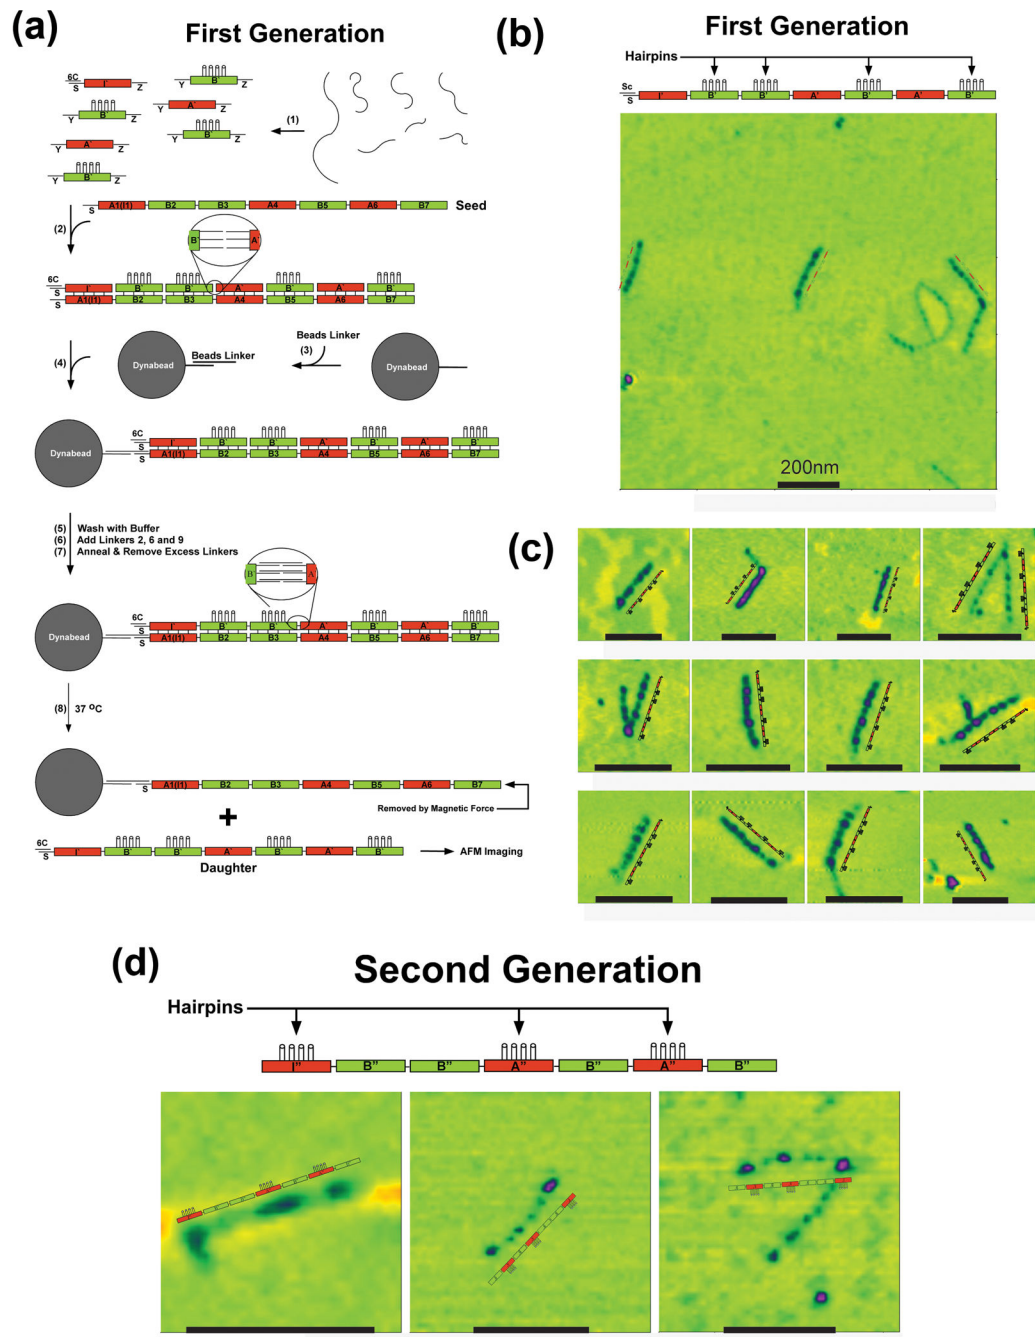 (a)
First Generation
6C
S
I'
Z
B'
Y
Z
B'
Y
Z
A'
Y
Z
B'
Y
Z
A'
Y
Z
B'
Y
Z
(1)
S
A1(I1)
B2
B3
A4
B5
A6
B7
Seed
(2)
B'
A'
6C
S
I'
B'
B'
A'
B'
A'
B'
S
A1(I1)
B2
B3
A4
B5
A6
B7
(4)
Dynabead
Beads Linker
Beads Linker
(3)
Dynabead
Dynabead
6C
S
I'
B'
B'
A'
B'
A'
B'
S
A1(I1)
B2
B3
A4
B5
A6
B7
(5) Wash with Buffer
(6) Add Linkers 2, 6 and 9
(7) Anneal & Remove Excess Linkers
B
A
Dynabead
6C
S
I'
B'
B'
A'
B'
A'
B'
S
A1(I1)
B2
B3
A4
B5
A6
B7
(8) 37 °C
Dynabead
S
A1(I1)
B2
B3
A4
B5
A6
B7
Removed by Magnetic Force
+
6C
S
I'
B'
B'
A'
B'
A'
B'
Daughter
AFM Imaging
(b)
First Generation
Hairpins
Sc
S
I'
B'
B'
A'
B'
A'
B'
200nm
(c)
(d)
Second Generation
Hairpins
I''
B''
B''
A''
B''
A''
B''